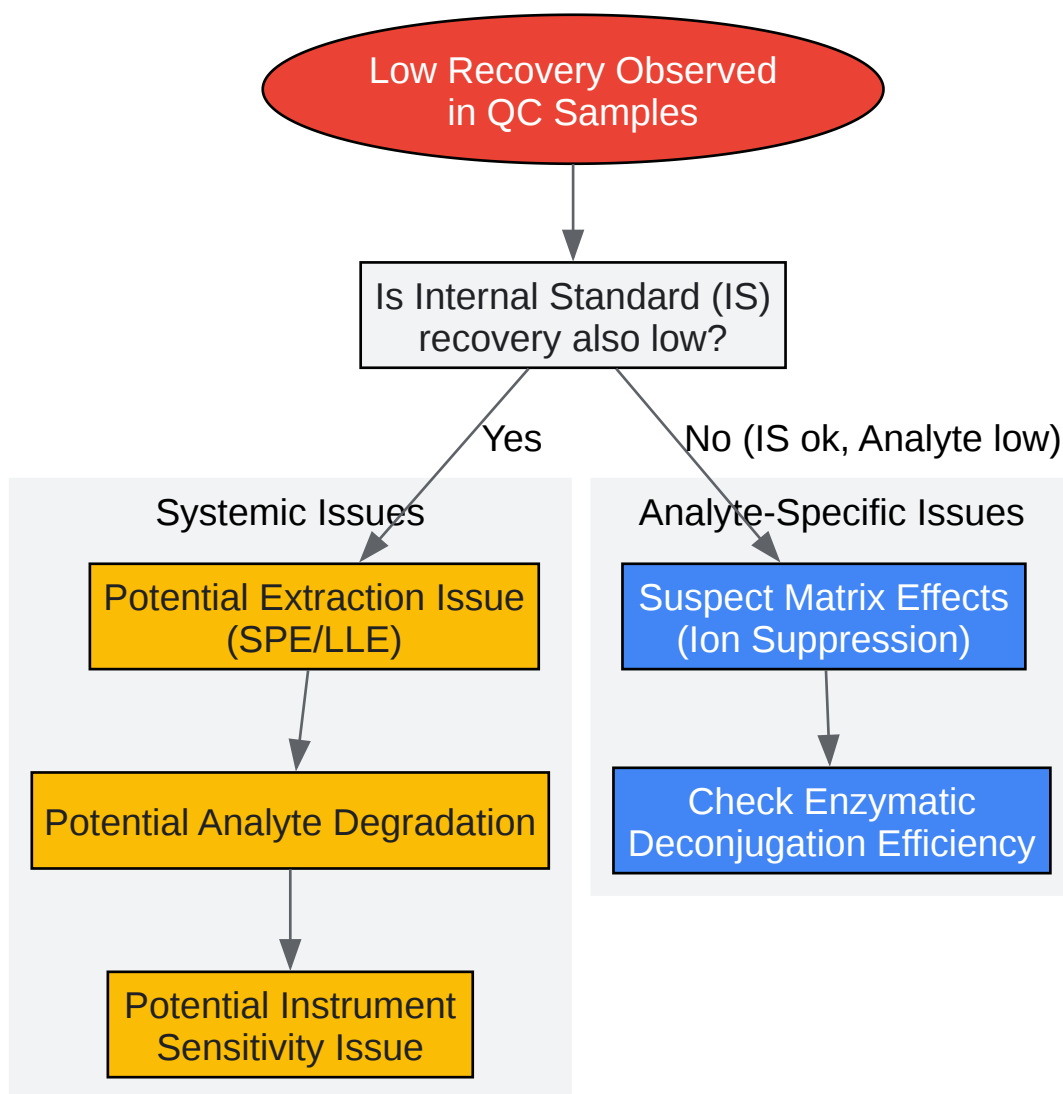 Low Recovery Observed
in QC Samples
Is Internal Standard (IS)
recovery also low?
Yes
No (IS ok, Analyte low)
Systemic Issues
Potential Extraction Issue
(SPE/LLE)
Potential Analyte Degradation
Potential Instrument
Sensitivity Issue
Analyte-Specific Issues
Suspect Matrix Effects
(Ion Suppression)
Check Enzymatic
Deconjugation Efficiency